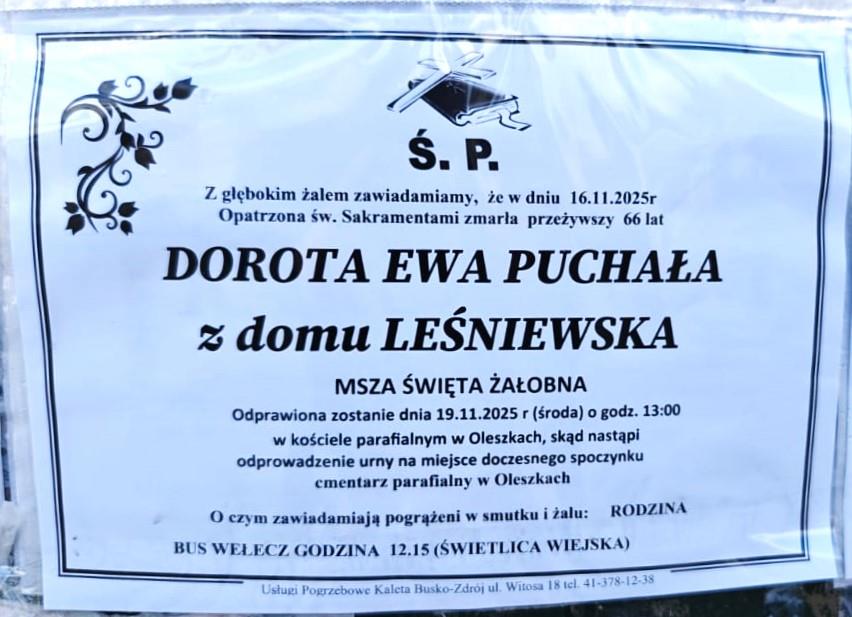 Ś. P.
Z głębokim żalem zawiadamiamy, że w dniu 16.11.2025r
Opatrzona św. Sakramentami zmarła przeżywszy 66 lat
DOROTA EWA PUCHAŁA
z domu LEŚNIEWSKA
MSZA ŚWIĘTA ŻAŁOBNA
Odprawiona zostanie dnia 19.11.2025 r (środa) o godz. 13:00
w kościele parafialnym w Oleszkach, skąd nastąpi
odprowadzenie urny na miejsce doczesnego spoczynku
cmentarz parafialny w Oleszkach
O czym zawiadamiają pogrążeni w smutku i żalu: RODZINA
BUS WEŁECZ GODZINA 12.15 (ŚWIETLICA WIEJSKA)
Usługi Pogrzebowe Kaleta Busko-Zdrój ul. Witosa 18 tel. 41-378-12-38